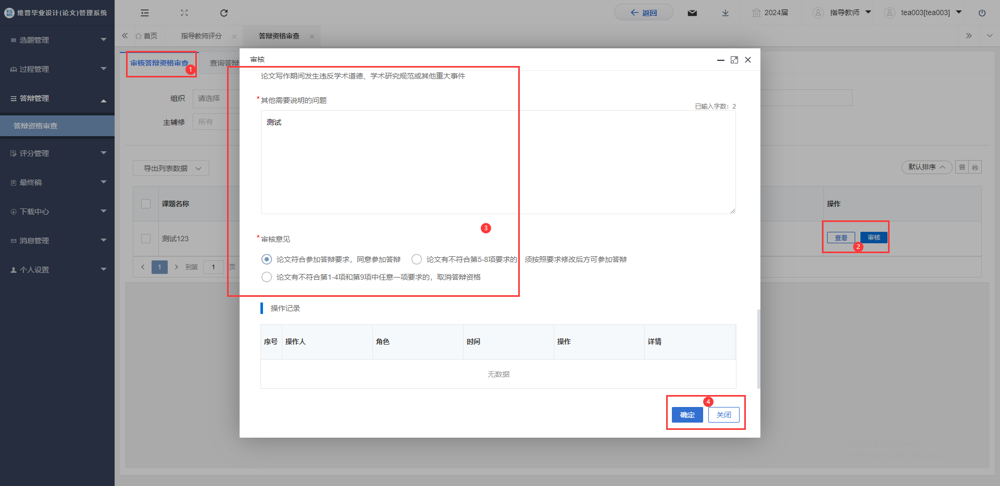 维普毕业设计(论文)管理系统
返回
2024届
指导教师
tea003[tea003]
选题管理
过程管理
答辩管理
答辩资格审查
评分管理
最终稿
下载中心
消息管理
个人设置
首页
指导教师评分
答辩资格审查
审核答辩资格审查
1
查询答辩
组织
请选择
主辅修
所有
导出列表数据
默认排序
课题名称
操作
测试123
查看
审核
2
1
到第
1
页
审核
论文写作期间发生违反学术道德、学术研究规范或其他重大事件
*其他需要说明的问题
已输入字数：2
测试
3
*审核意见
论文符合参加答辩要求，同意参加答辩
论文有不符合第5-8项要求的 须按照要求修改后方可参加答辩
论文有不符合第1-4项和第9项中任意一项要求的，取消答辩资格
操作记录
序号 操作人 角色 时间 操作 详情
无数据
4
确定
关闭